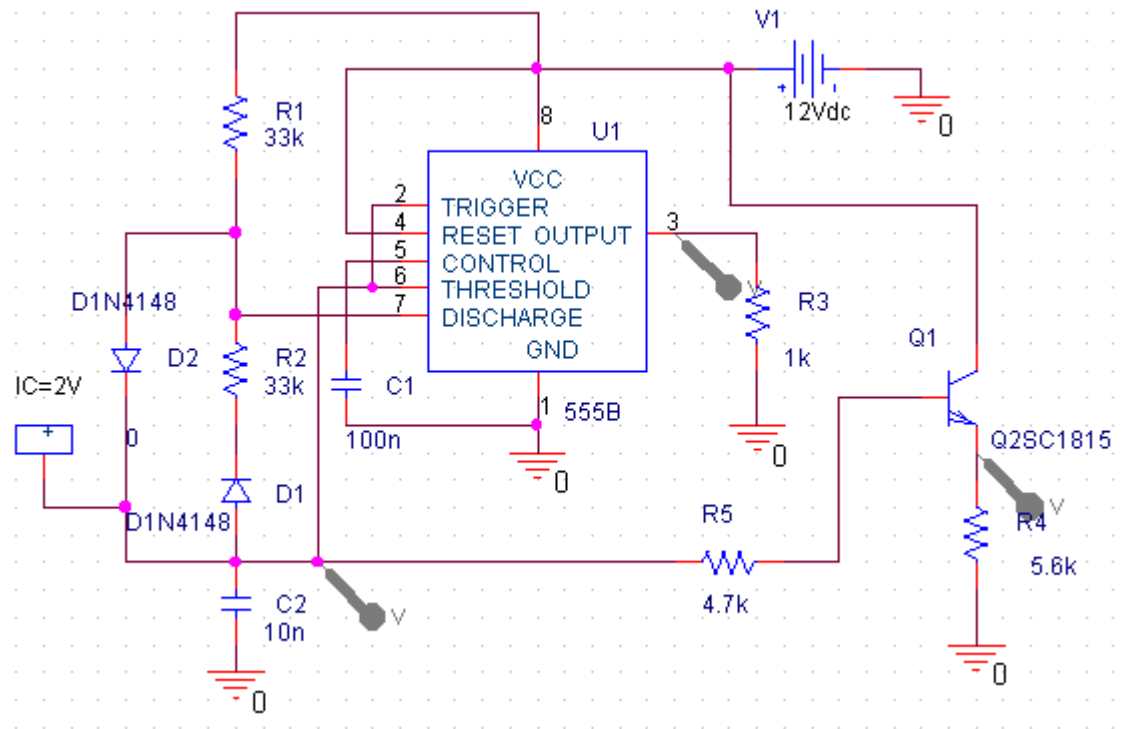 V1
12Vdc
0
R1
33k
8
U1
VCC
2
TRIGGER
4
RESET OUTPUT
3
5
CONTROL
6
THRESHOLD
7
DISCHARGE
GND
1
555B
0
D1N4148
D2
IC=2V
+
0
R2
33k
C1
100n
V
R3
1k
0
Q1
Q2SC1815
V
R4
5.6k
0
D1
D1N4148
R5
4.7k
V
C2
10n
0